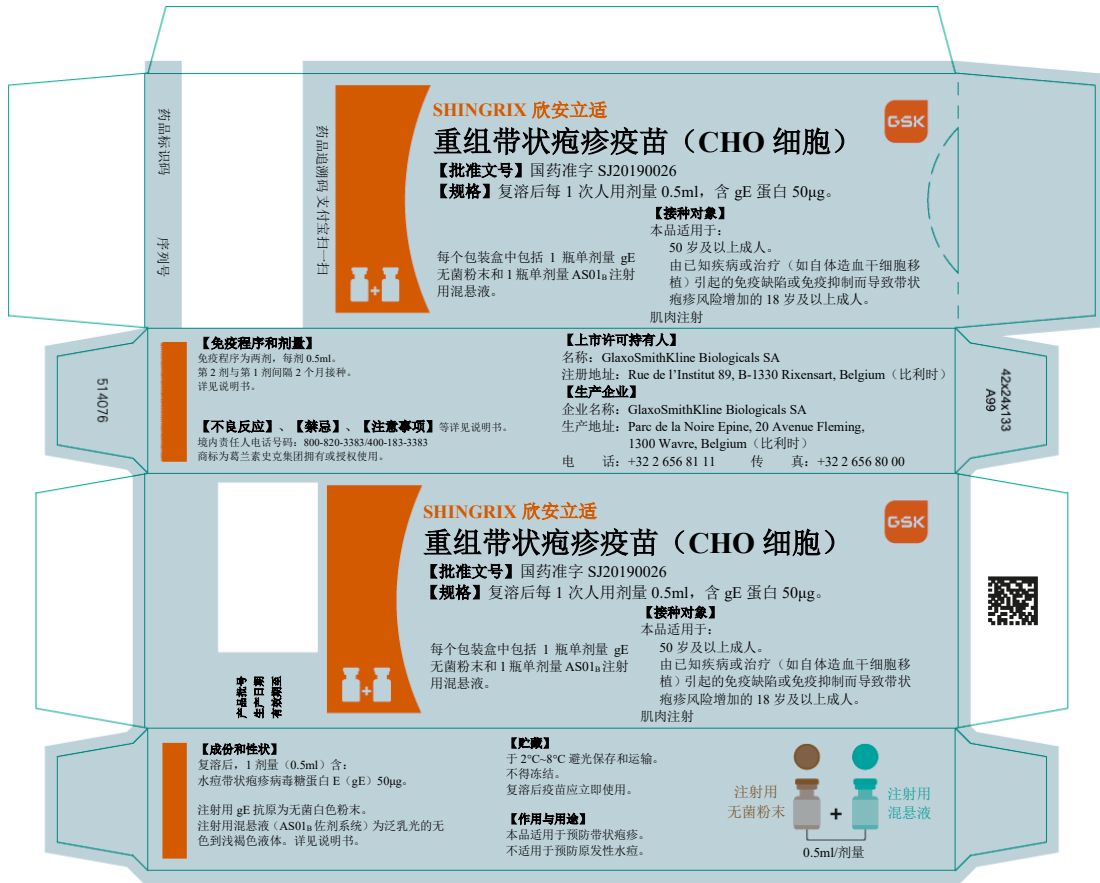 药品标识码
序列号
药品追溯码 支付宝扫一扫
SHINGRIX 欣安立适
GSK
重组带状疱疹疫苗（CHO 细胞）
【批准文号】国药准字 SJ20190026
【规格】复溶后每 1 次人用剂量 0.5ml，含 gE 蛋白 50μg。
每个包装盒中包括 1 瓶单剂量 gE
无菌粉末和 1 瓶单剂量 AS01B 注射
用混悬液。
【接种对象】
本品适用于：
50 岁及以上成人。
由已知疾病或治疗（如自体造血干细胞移
植）引起的免疫缺陷或免疫抑制而导致带状
疱疹风险增加的 18 岁及以上成人。
肌肉注射
514076
【免疫程序和剂量】
免疫程序为两剂，每剂 0.5ml。
第 2 剂与第 1 剂间隔 2 个月接种。
详见说明书。
【不良反应】、【禁忌】、【注意事项】等详见说明书。
境内责任人电话号码：800-820-3383/400-183-3383
商标为葛兰素史克集团拥有或授权使用。
【上市许可持有人】
名称：GlaxoSmithKline Biologicals SA
注册地址：Rue de l’Institut 89, B-1330 Rixensart, Belgium（比利时）
【生产企业】
企业名称：GlaxoSmithKline Biologicals SA
生产地址：Parc de la Noire Epine, 20 Avenue Fleming,
1300 Wavre, Belgium（比利时）
电　　话：+32 2 656 81 11　　传　　真：+32 2 656 80 00
42x24x133
A99
产品批号
生产日期
有效期至
SHINGRIX 欣安立适
GSK
重组带状疱疹疫苗（CHO 细胞）
【批准文号】国药准字 SJ20190026
【规格】复溶后每 1 次人用剂量 0.5ml，含 gE 蛋白 50μg。
每个包装盒中包括 1 瓶单剂量 gE
无菌粉末和 1 瓶单剂量 AS01B 注射
用混悬液。
【接种对象】
本品适用于：
50 岁及以上成人。
由已知疾病或治疗（如自体造血干细胞移
植）引起的免疫缺陷或免疫抑制而导致带状
疱疹风险增加的 18 岁及以上成人。
肌肉注射
【成份和性状】
复溶后，1 剂量（0.5ml）含：
水痘带状疱疹病毒糖蛋白 E（gE）50μg。
注射用 gE 抗原为无菌白色粉末。
注射用混悬液（AS01B 佐剂系统）为泛乳光的无
色到浅褐色液体。详见说明书。
【贮藏】
于 2°C~8°C 避光保存和运输。
不得冻结。
复溶后疫苗应立即使用。
【作用与用途】
本品适用于预防带状疱疹。
不适用于预防原发性水痘。
注射用
无菌粉末
+
注射用
混悬液
0.5ml/剂量